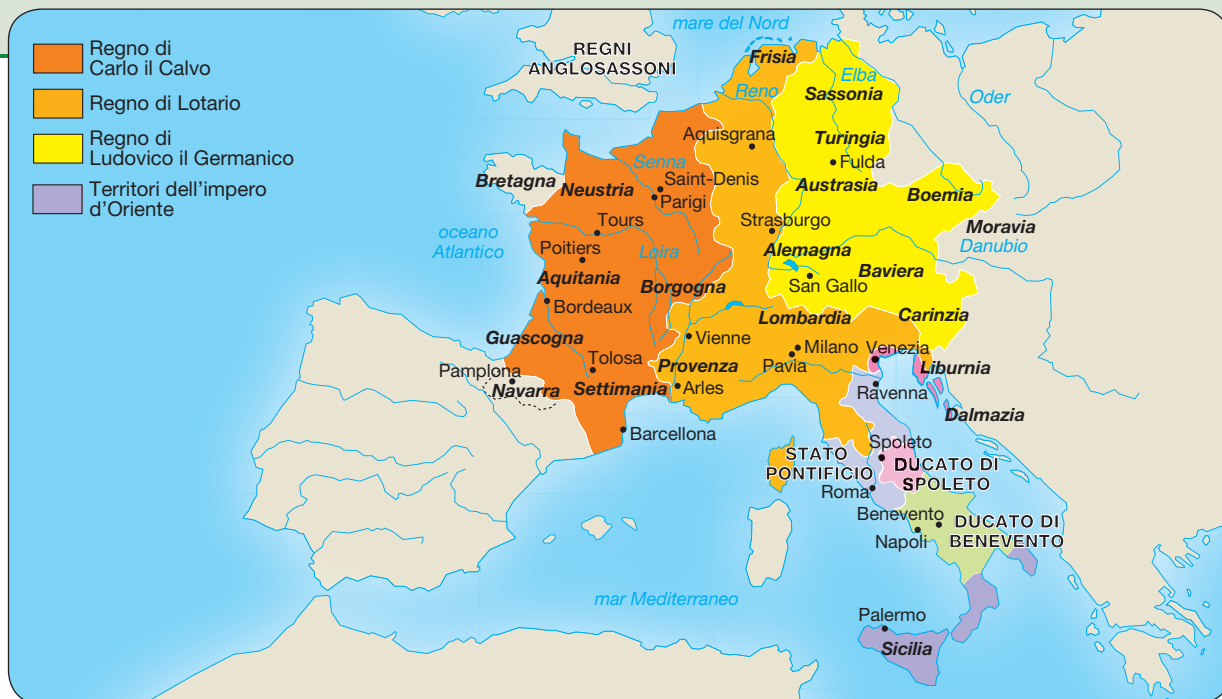 Regno di
Carlo il Calvo
Regno di Lotario
Regno di
Ludovico il Germanico
Territori dell'impero
d'Oriente
mare del Nord
REGNI
ANGLOSASSONI
Frisia
Reno
Elba
Sassonia
Oder
Aquisgrana
Turingia
Fulda
Senna
Saint-Denis
Parigi
Bretagna
Neustria
Austrasia
Boemia
Tours
Strasburgo
Moravia
Danubio
oceano
Atlantico
Poitiers
Loira
Alemagna
Baviera
Aquitania
Borgogna
San Gallo
Bordeaux
Lombardia
Carinzia
Guascogna
Vienne
Milano
Venezia
Tolosa
Provenza
Pavia
Liburnia
Pamplona
Navarra
Settimania
Arles
Ravenna
Dalmazia
Barcellona
Spoleto
STATO
PONTIFICIO
DUCATO DI
SPOLETO
Roma
Benevento
DUCATO DI
BENEVENTO
Napoli
mar Mediterraneo
Palermo
Sicilia